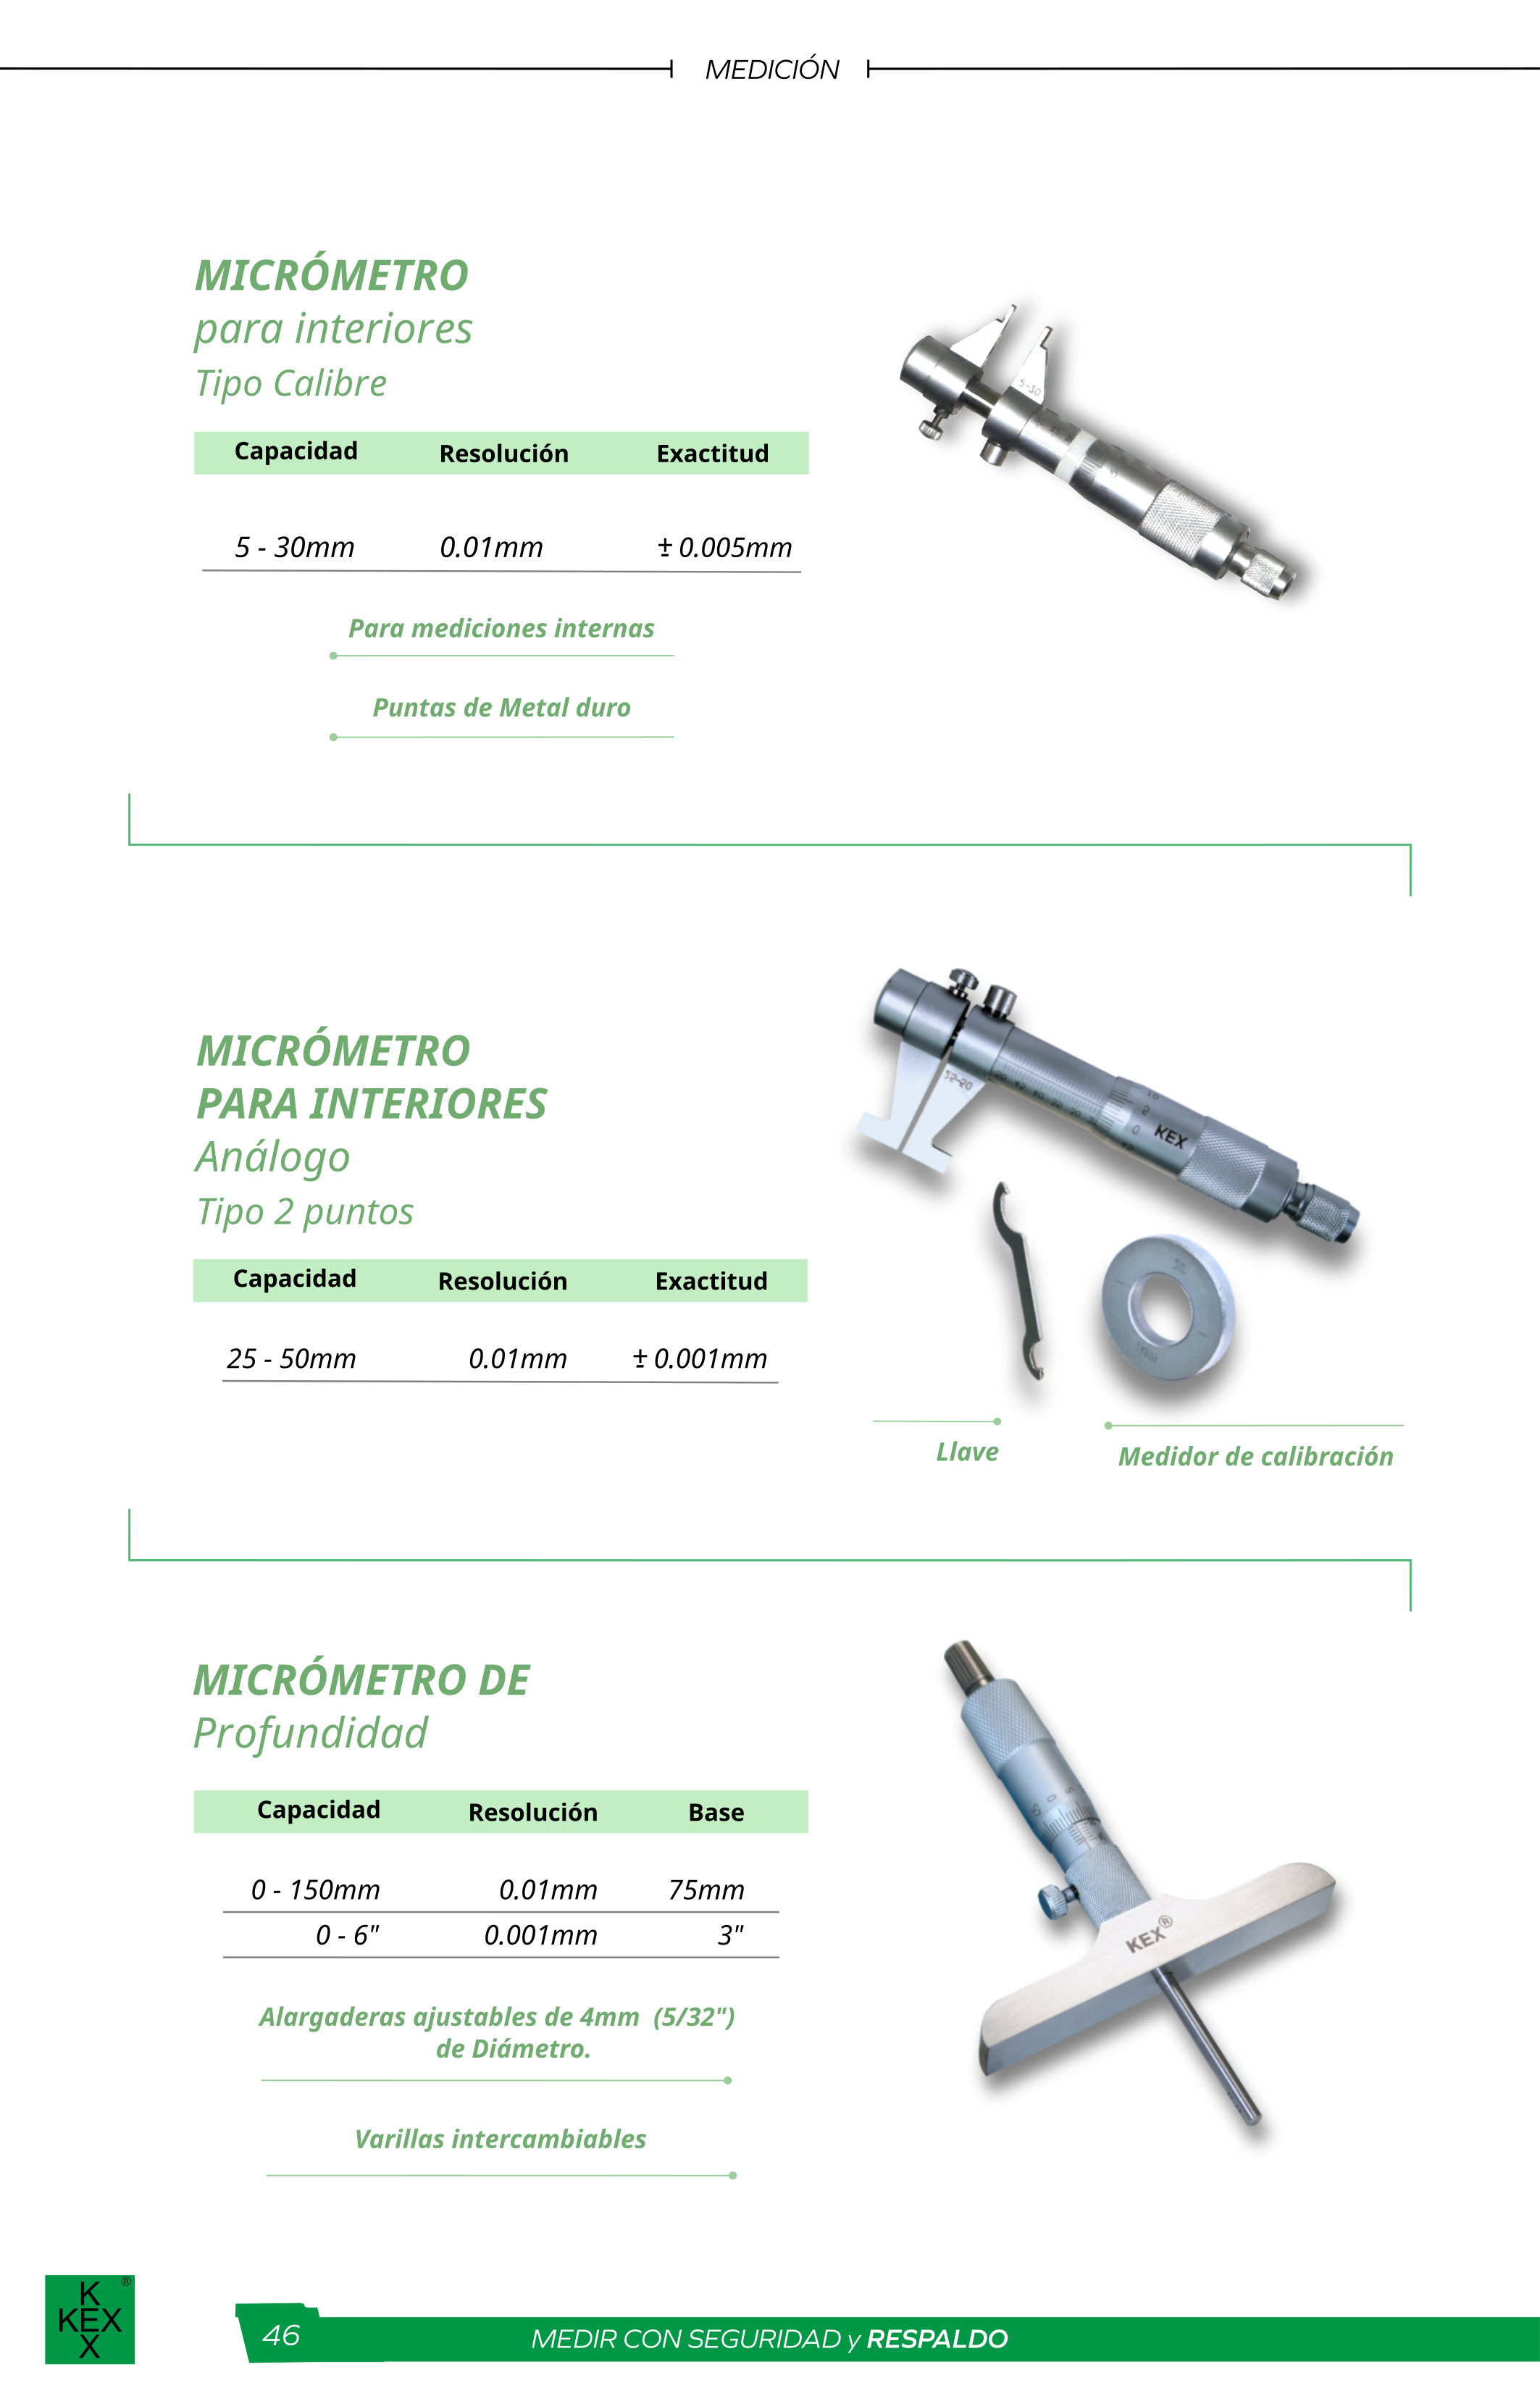 MEDICIÓN
MICRÓMETRO
para interiores
Tipo Calibre
Capacidad Resolución Exactitud
5 - 30mm 0.01mm ± 0.005mm
Para mediciones internas
Puntas de Metal duro
5-30
MICRÓMETRO
PARA INTERIORES
Análogo
Tipo 2 puntos
Capacidad Resolución Exactitud
25 - 50mm 0.01mm ± 0.001mm
25-50
KEX
Llave
Medidor de calibración
MICRÓMETRO DE
Profundidad
Capacidad Resolución Base
0 - 150mm 0.01mm 75mm
0 - 6" 0.001mm 3"
Alargaderas ajustables de 4mm (5/32")
de Diámetro.
Varillas intercambiables
KEX®
K ®
KEX
X
46
MEDIR CON SEGURIDAD y RESPALDO